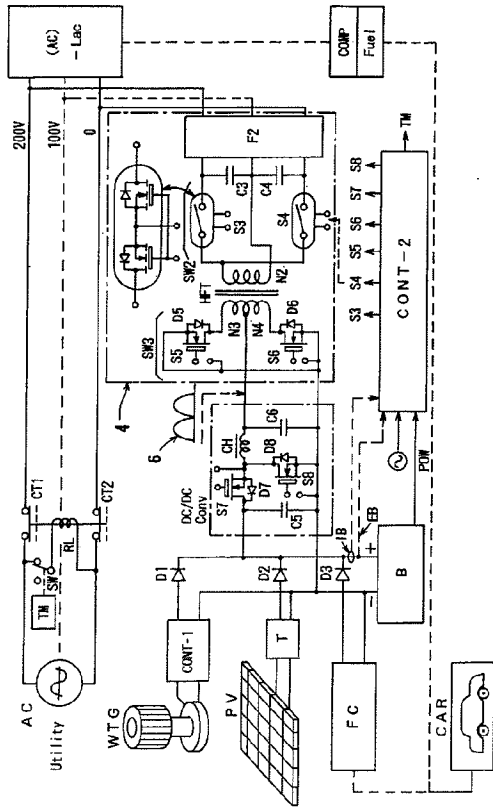 AC
Utility
TM
SW
RL
CT1
CT2
200V
100V
0
(AC)
-Lac
COMP
Fuel
4
6
SW3
S5
D5
N3
N4
S6
D6
HFT
N2
SW2
S3
S4
C3
C4
F2
DC/DC
Conv
S7
D7
CH
D8
S8
C5
C6
WTG
CONT-1
D1
PV
T
D2
FC
D3
IB
EB
+
-
B
POW
CONT-2
S3
S4
S5
S6
S7
S8
TM
CAR